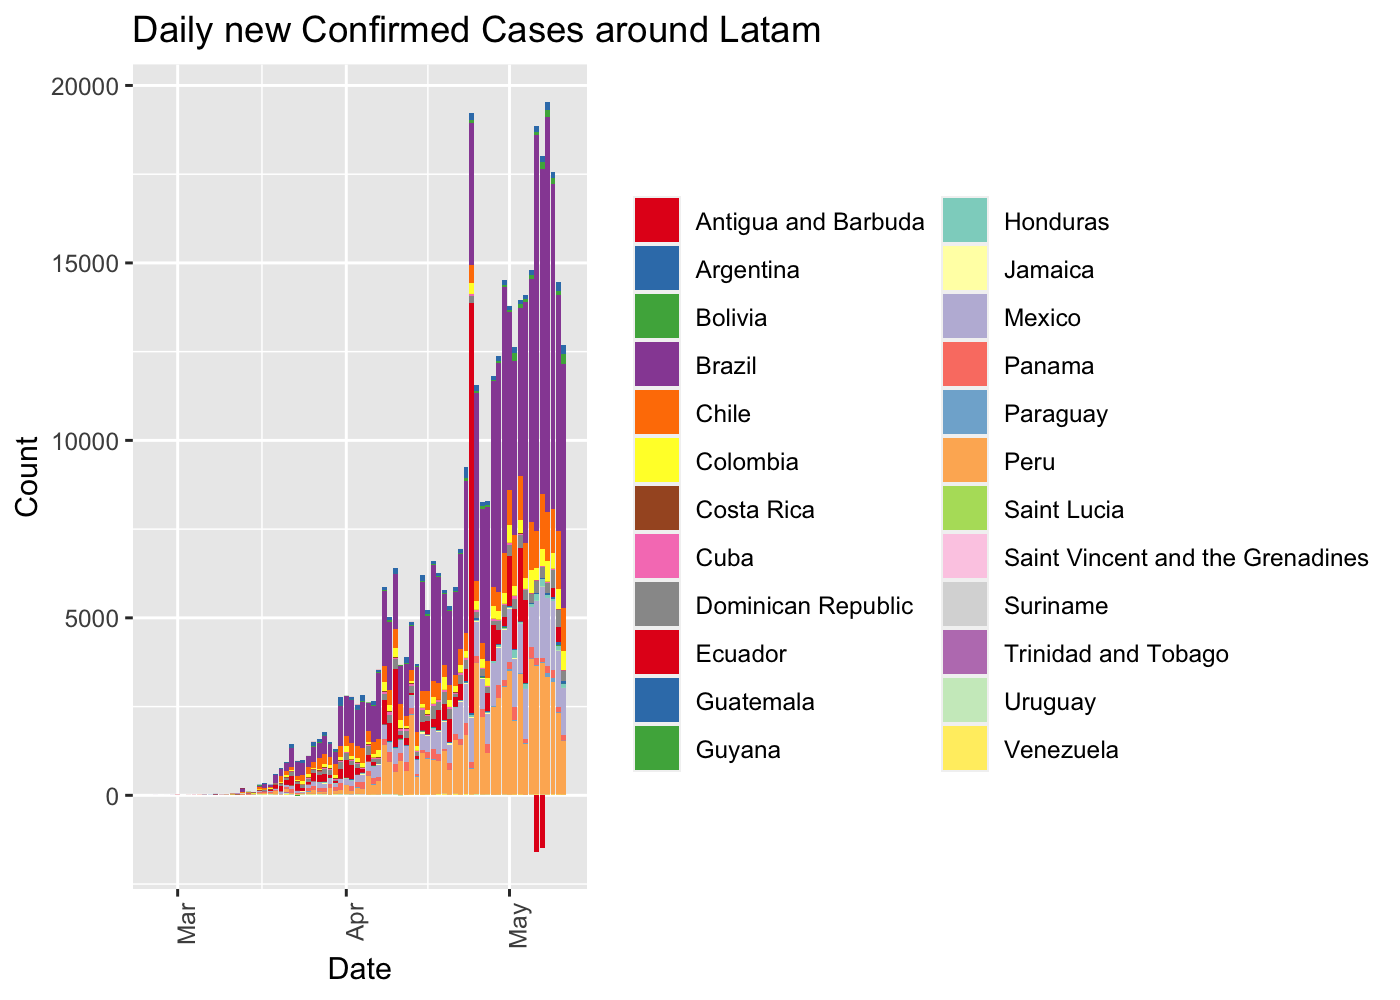 Daily new Confirmed Cases around Latam
20000
15000
10000
5000
0
Count
Mar
Apr
May
Date
Antigua and Barbuda
Argentina
Bolivia
Brazil
Chile
Colombia
Costa Rica
Cuba
Dominican Republic
Ecuador
Guatemala
Guyana
Honduras
Jamaica
Mexico
Panama
Paraguay
Peru
Saint Lucia
Saint Vincent and the Grenadines
Suriname
Trinidad and Tobago
Uruguay
Venezuela